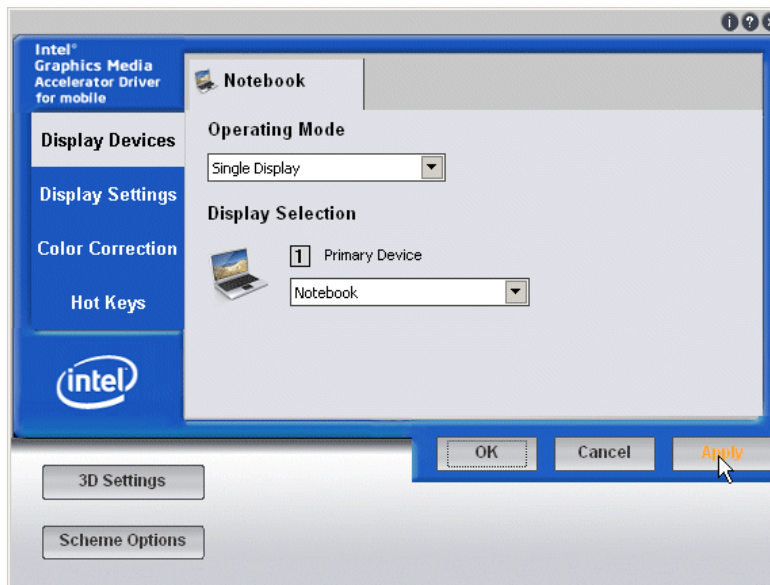 Intel®
Graphics Media
Accelerator Driver
for mobile
Notebook
Display Devices
Display Settings
Color Correction
Hot Keys
intel
Operating Mode
Single Display
Display Selection
1 Primary Device
Notebook
OK Cancel Apply
3D Settings
Scheme Options